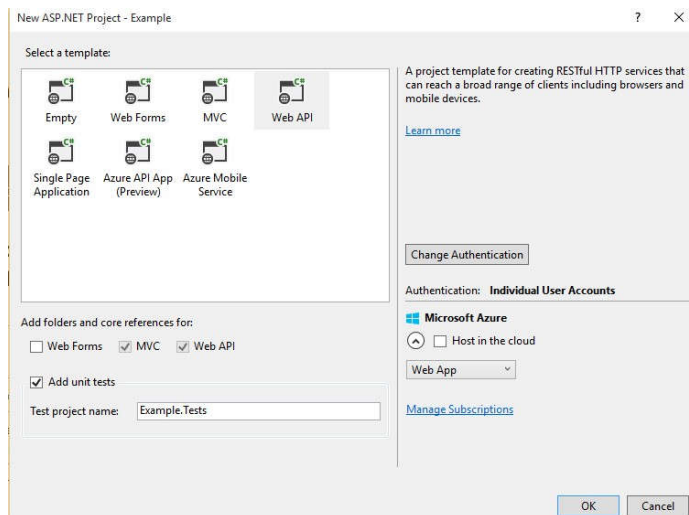 New ASP.NET Project - Example
? X
Select a template:
C# C# C# C#
Empty Web Forms MVC Web API
C# C# C#
Single Page Application
Azure API App (Preview)
Azure Mobile Service
A project template for creating RESTful HTTP services that
can reach a broad range of clients including browsers and
mobile devices.
Learn more
Change Authentication
Authentication: Individual User Accounts
Microsoft Azure
Host in the cloud
Web App
Manage Subscriptions
Add folders and core references for:
Web Forms MVC Web API
Add unit tests
Test project name: Example.Tests
OK Cancel